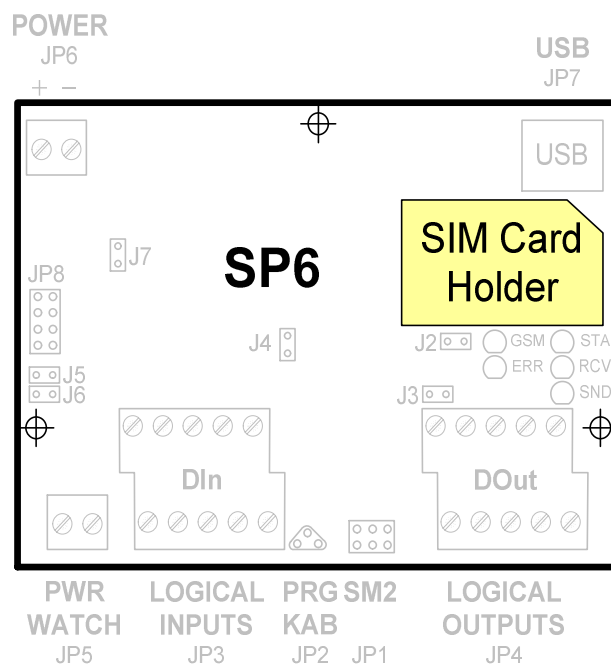 POWER
JP6
+ −
USB
JP7
USB
SIM Card
Holder
SP6
J7
JP8
J4
J2
GSM
STA
ERR
RCV
J5
J6
J3
SND
DIn
DOut
PWR
WATCH
JP5
LOGICAL
INPUTS
JP3
PRG
KAB
JP2
SM2
JP1
LOGICAL
OUTPUTS
JP4